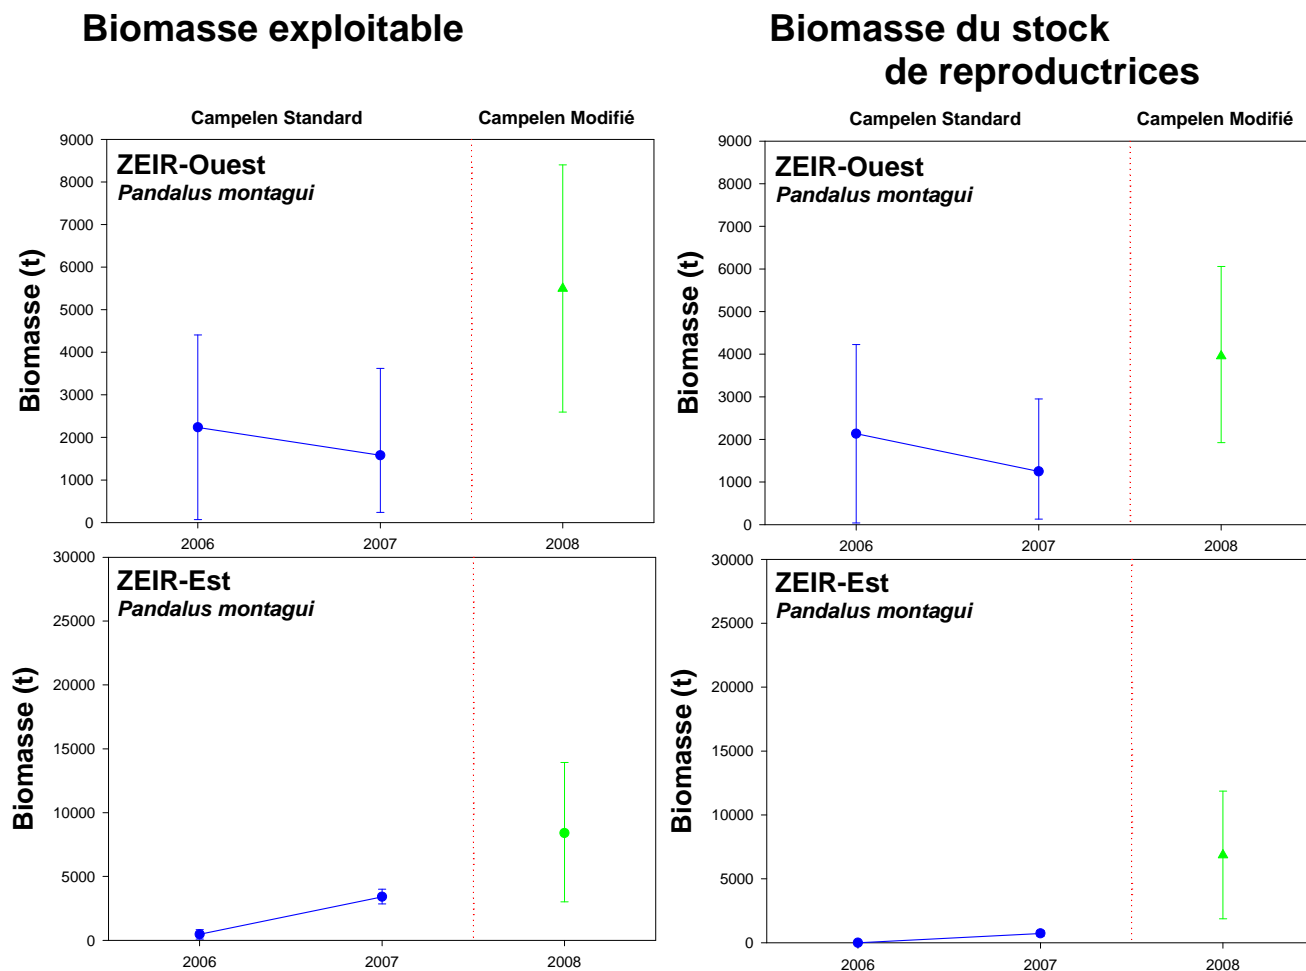 Biomasse exploitable
Biomasse du stock
de reproductrices
Campelen Standard
Campelen Modifié
9000
8000
7000
6000
5000
4000
3000
2000
1000
0
Biomasse (t)
ZEIR-Ouest
Pandalus montagui
2006
2007
2008
Campelen Standard
Campelen Modifié
9000
8000
7000
6000
5000
4000
3000
2000
1000
0
Biomasse (t)
ZEIR-Ouest
Pandalus montagui
2006
2007
2008
30000
25000
20000
15000
10000
5000
0
Biomasse (t)
ZEIR-Est
Pandalus montagui
2006
2007
2008
30000
25000
20000
15000
10000
5000
0
Biomasse (t)
ZEIR-Est
Pandalus montagui
2006
2007
2008